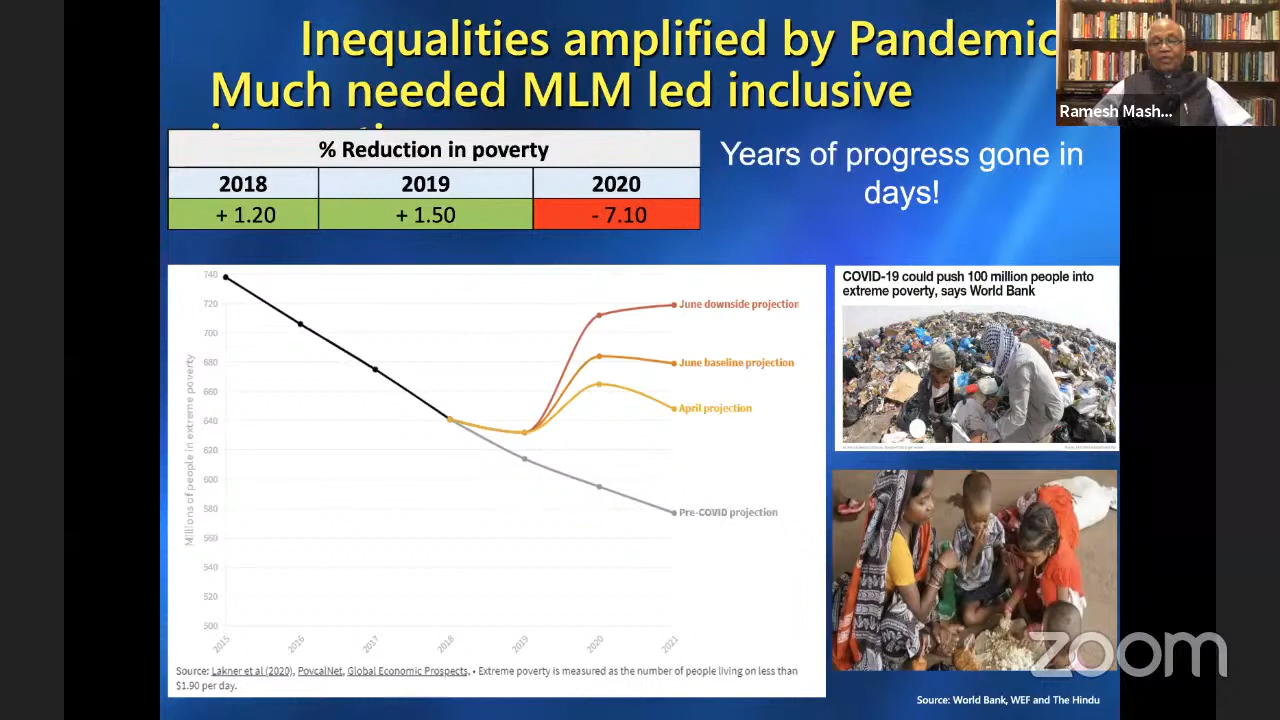 Inequalities amplified by Pandemic
Much needed MLM led inclusive
% Reduction in poverty
2018 2019 2020
+ 1.20 + 1.50 - 7.10
Years of progress gone in
days!
Ramesh Mash...
Millions of people in extreme poverty
740
720
700
680
660
640
620
600
580
560
540
520
500
2015 2016 2017 2018 2019 2020 2021
June downside projection
June baseline projection
April projection
Pre-COVID projection
Source: Lakner et al (2020), PovcalNet, Global Economic Prospects, • Extreme poverty is measured as the number of people living on less than
$1.90 per day.
COVID-19 could push 100 million people into
extreme poverty, says World Bank
zoom
Source: World Bank, WEF and The Hindu